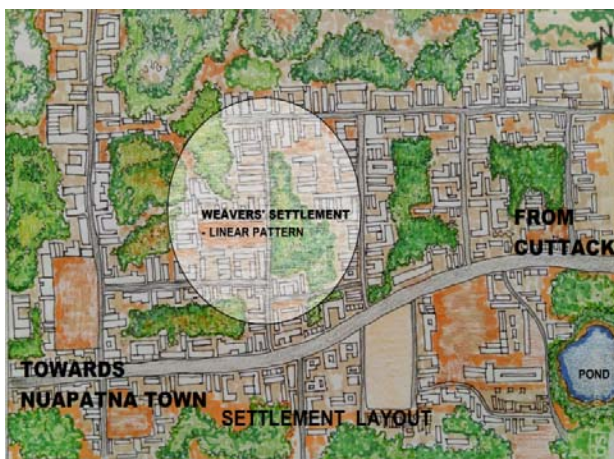 N
WEAVERS' SETTLEMENT
- LINEAR PATTERN
FROM
CUTTACK
TOWARDS
NUAPATNA TOWN
POND
SETTLEMENT LAYOUT